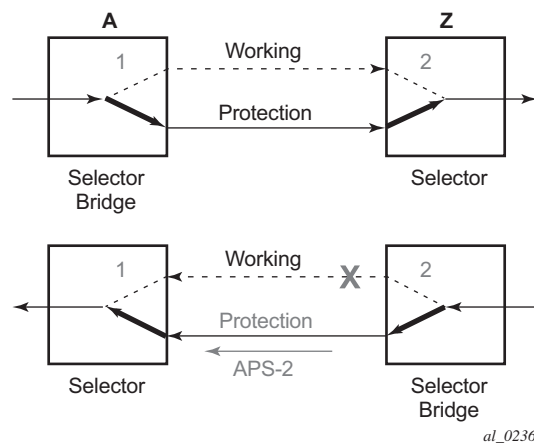 A Z
1 Working 2
Protection
Selector
Bridge
Selector
1 Working 2
X
Protection
APS-2
Selector
Selector
Bridge
al_0236